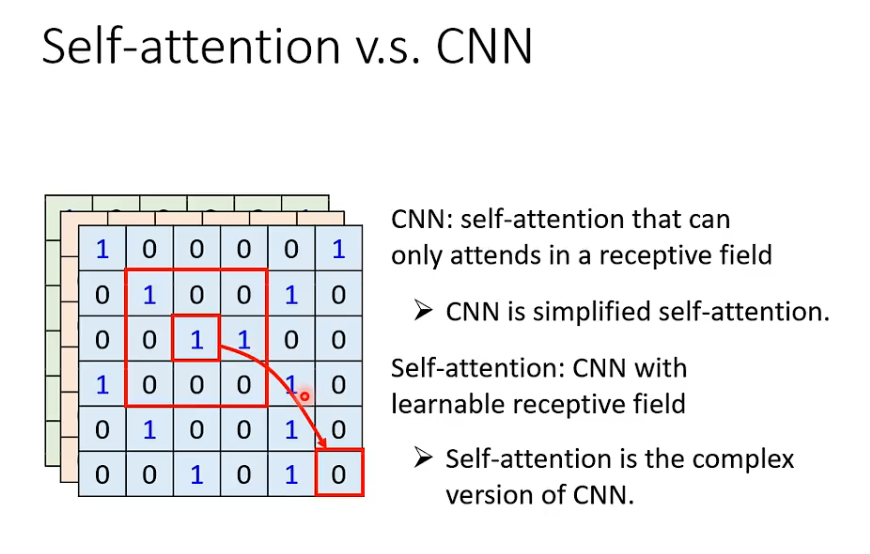 Self-attention v.s. CNN
CNN: self-attention that can
only attends in a receptive field
➤ CNN is simplified self-attention.
Self-attention: CNN with
learnable receptive field
➤ Self-attention is the complex
version of CNN.
1 0 0 0 0 1
0 1 0 0 1 0
0 0 1 1 0 0
1 0 0 0 1 0
0 1 0 0 1 0
0 0 1 0 1 0